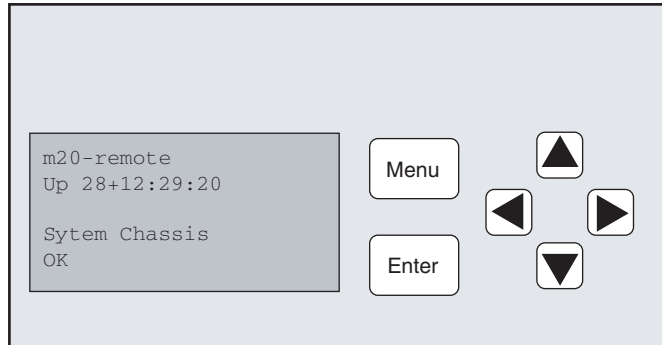 m20-remote
Up 28+12:29:20
Sytem Chassis
OK
Menu
Enter